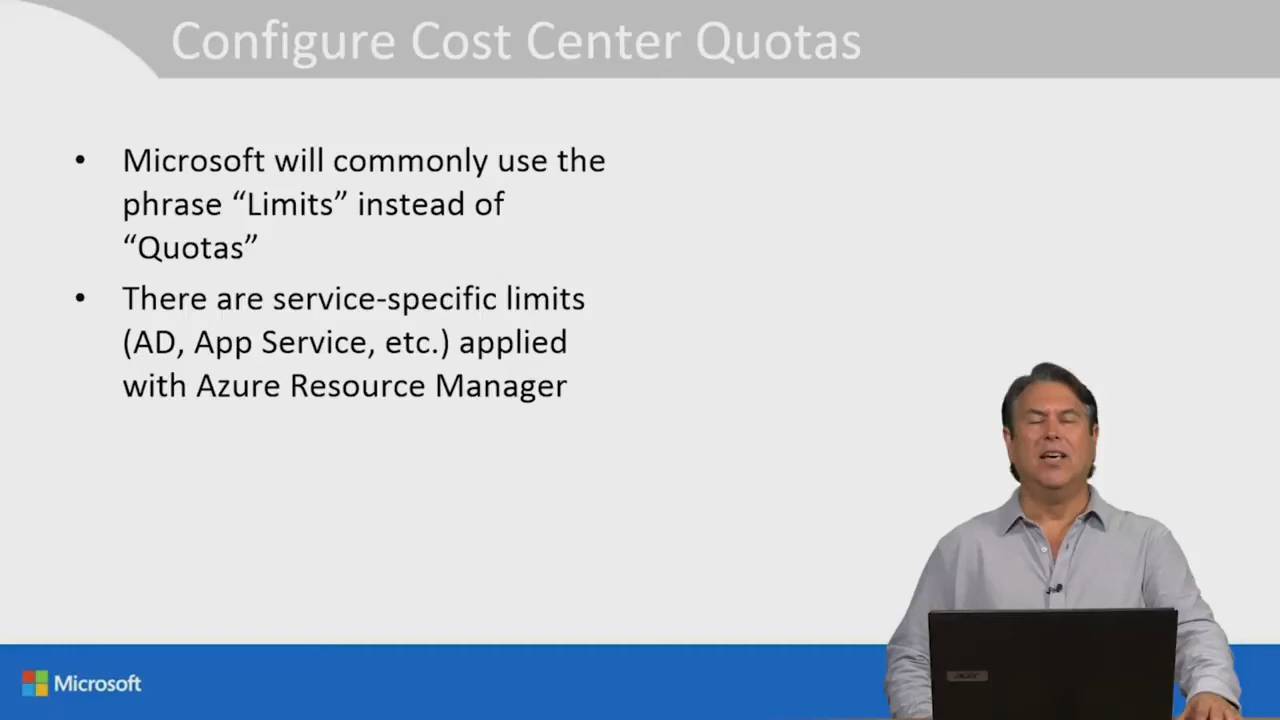 Configure Cost Center Quotas
• Microsoft will commonly use the
phrase “Limits” instead of
“Quotas”
• There are service-specific limits
(AD, App Service, etc.) applied
with Azure Resource Manager
acer
Microsoft